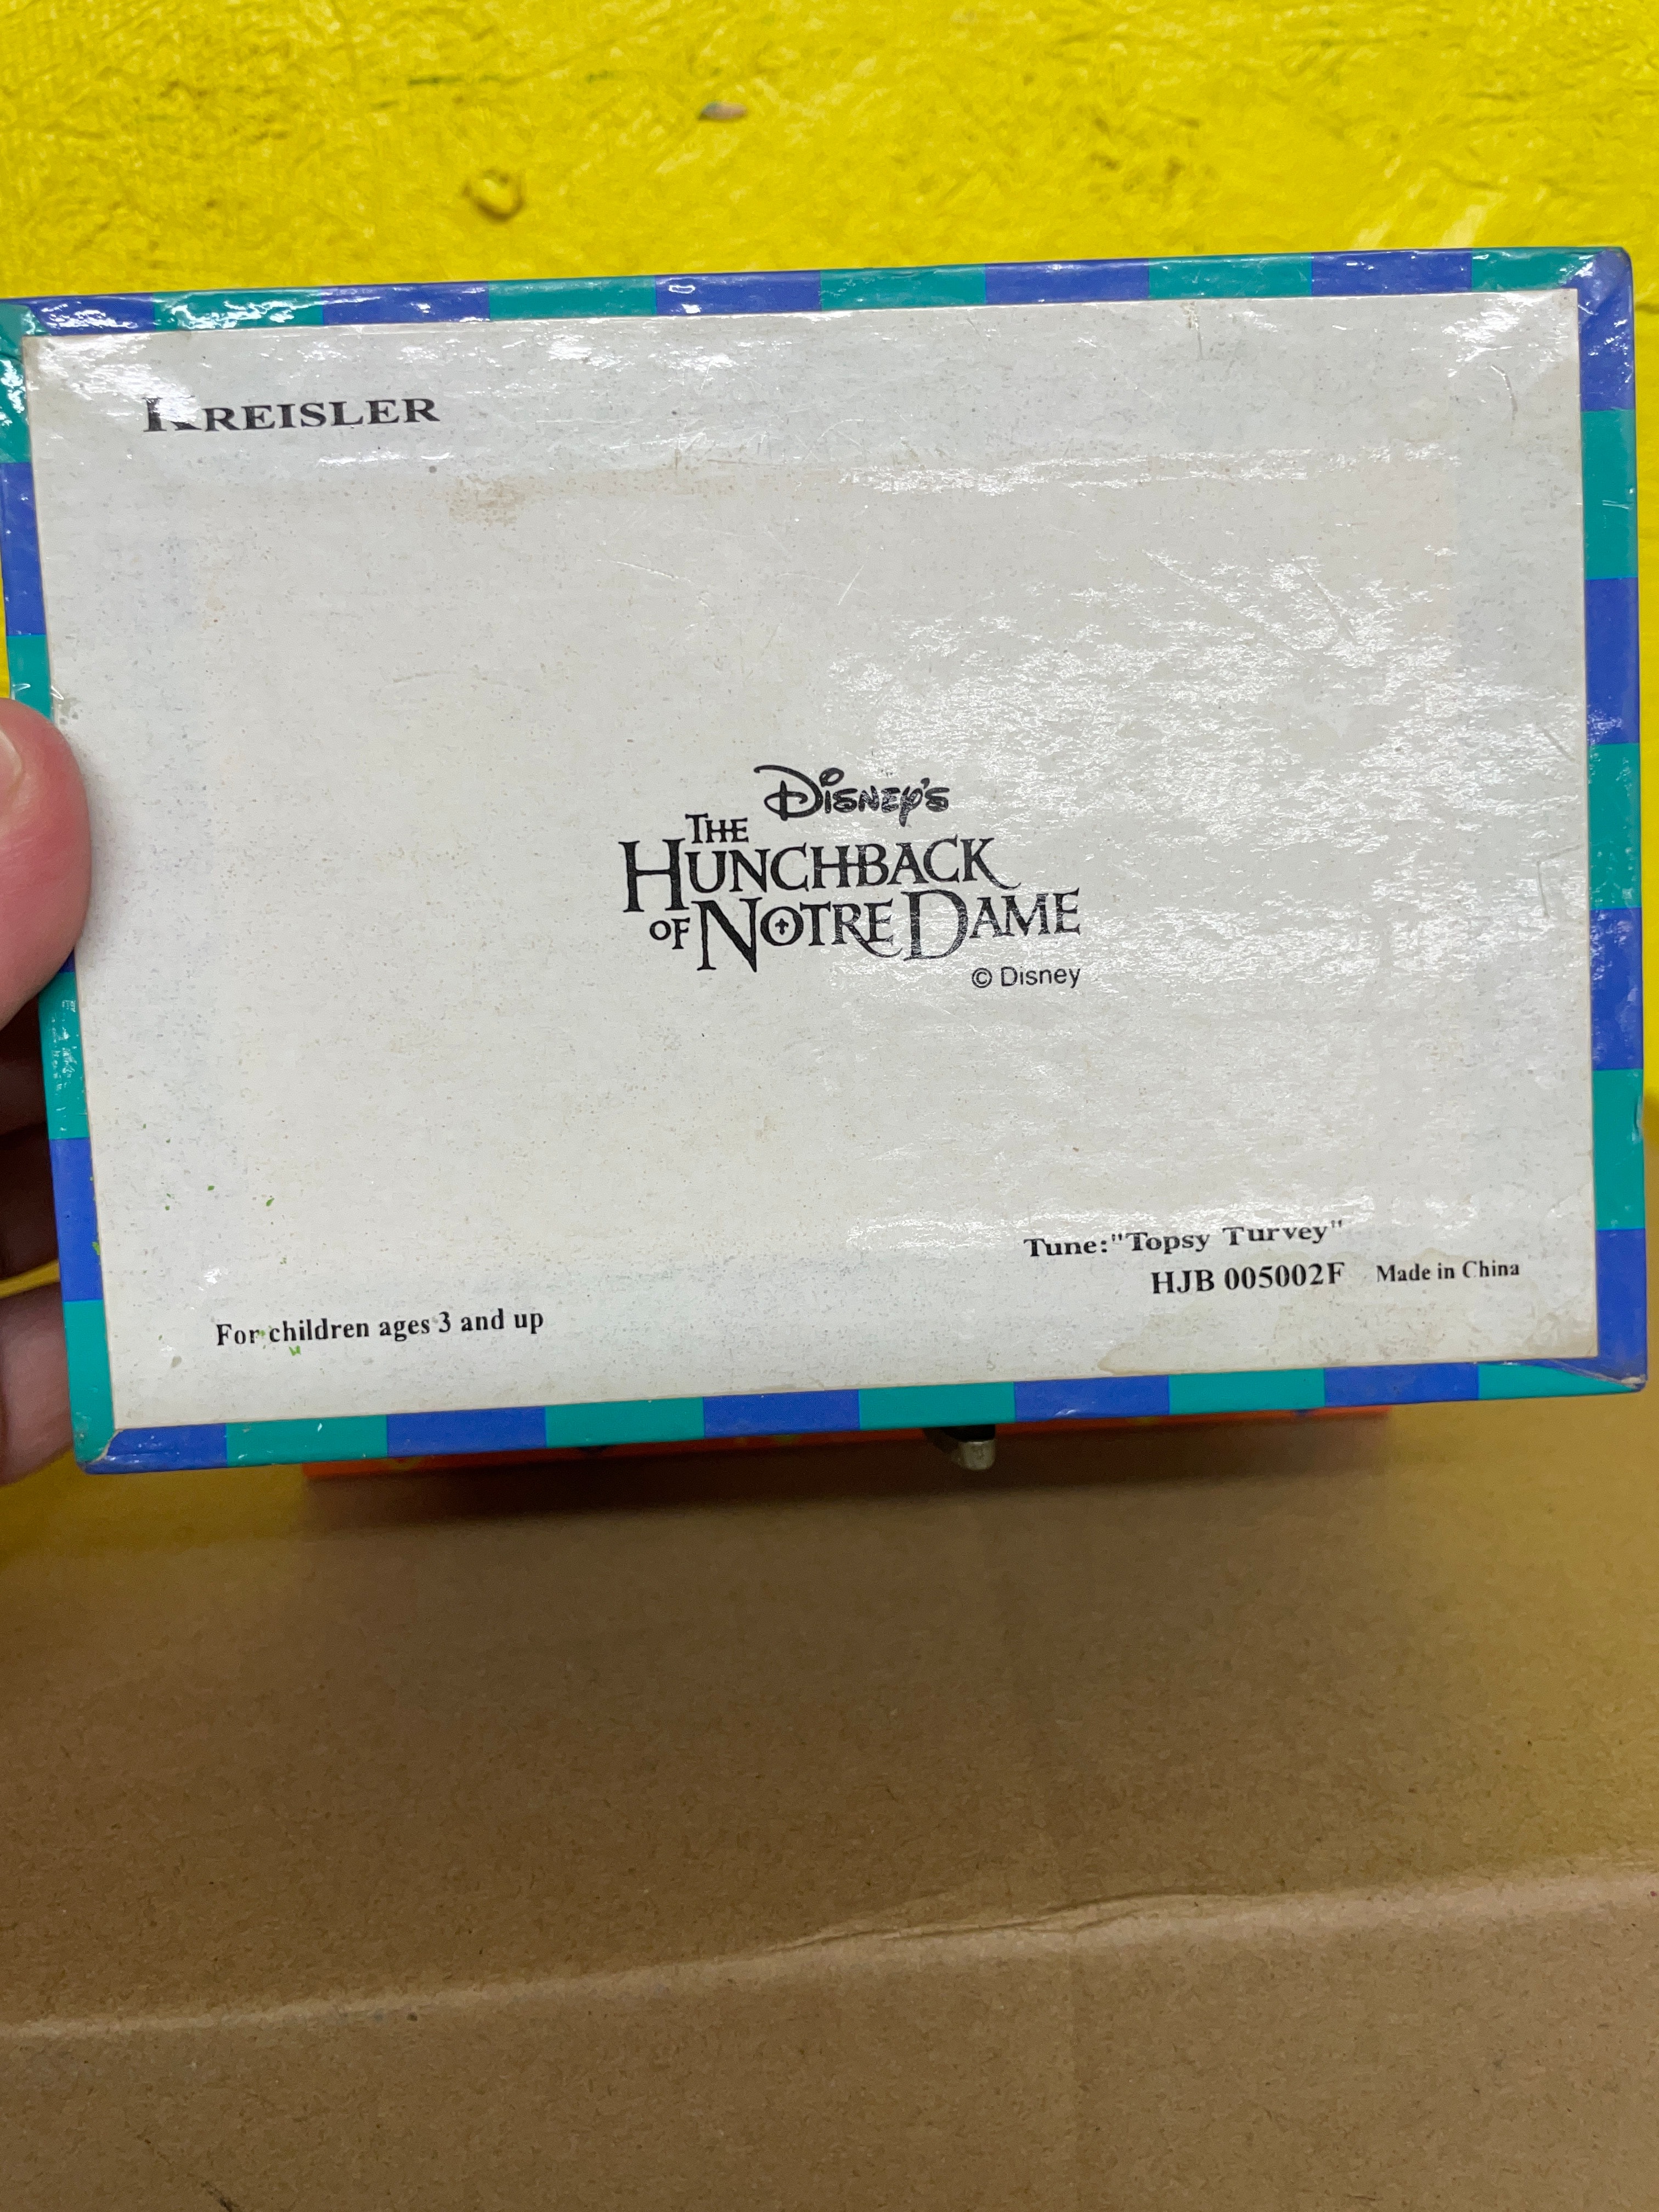 KREISLER
DISNEY'S
THE
HUNCHBACK
OF NOTRE DAME
© Disney
Tune:"Topsy Turvey"
HJB 005002F Made in China
For children ages 3 and up